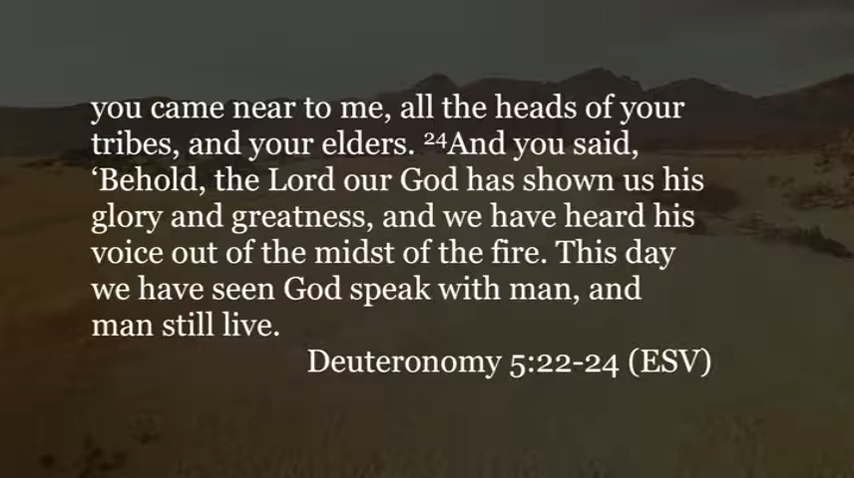 you came near to me, all the heads of your
tribes, and your elders. ²⁴And you said,
‘Behold, the Lord our God has shown us his
glory and greatness, and we have heard his
voice out of the midst of the fire. This day
we have seen God speak with man, and
man still live.
Deuteronomy 5:22-24 (ESV)